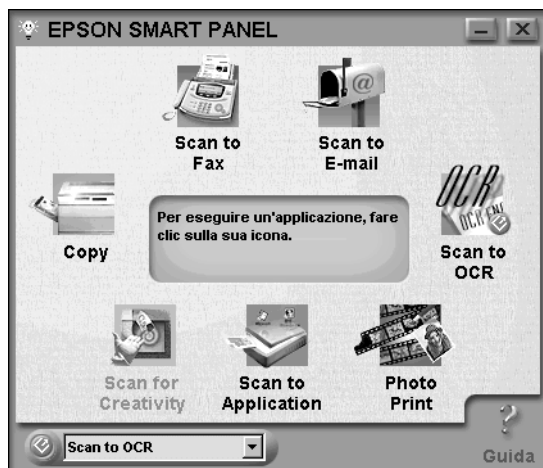 EPSON SMART PANEL
Scan to
Fax
Scan to
E-mail
Copy
Per eseguire un'applicazione, fare
clic sulla sua icona.
OCR
Scan to
OCR
Scan for
Creativity
Scan to
Application
Photo
Print
Scan to OCR
Guida